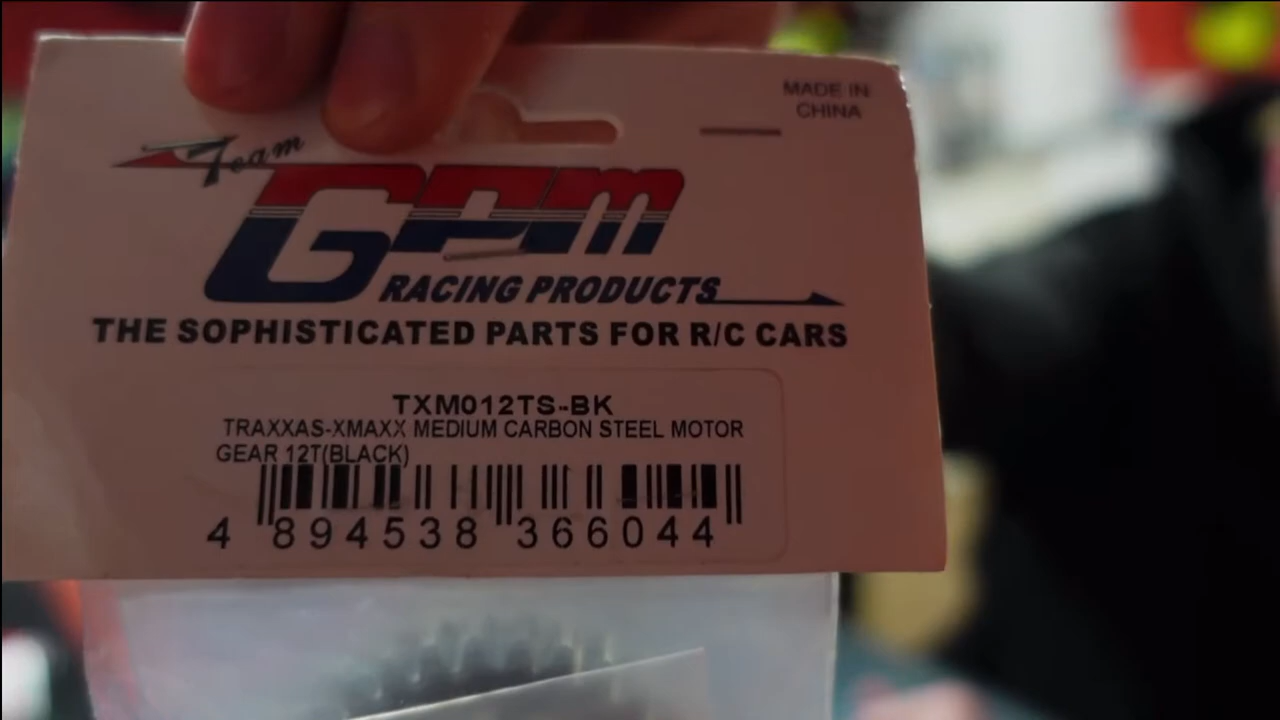 MADE IN
CHINA
Team
GPM
RACING PRODUCTS
THE SOPHISTICATED PARTS FOR R/C CARS
TXM012TS-BK
TRAXXAS-XMAXX MEDIUM CARBON STEEL MOTOR
GEAR 12T(BLACK)
4 894538 366044